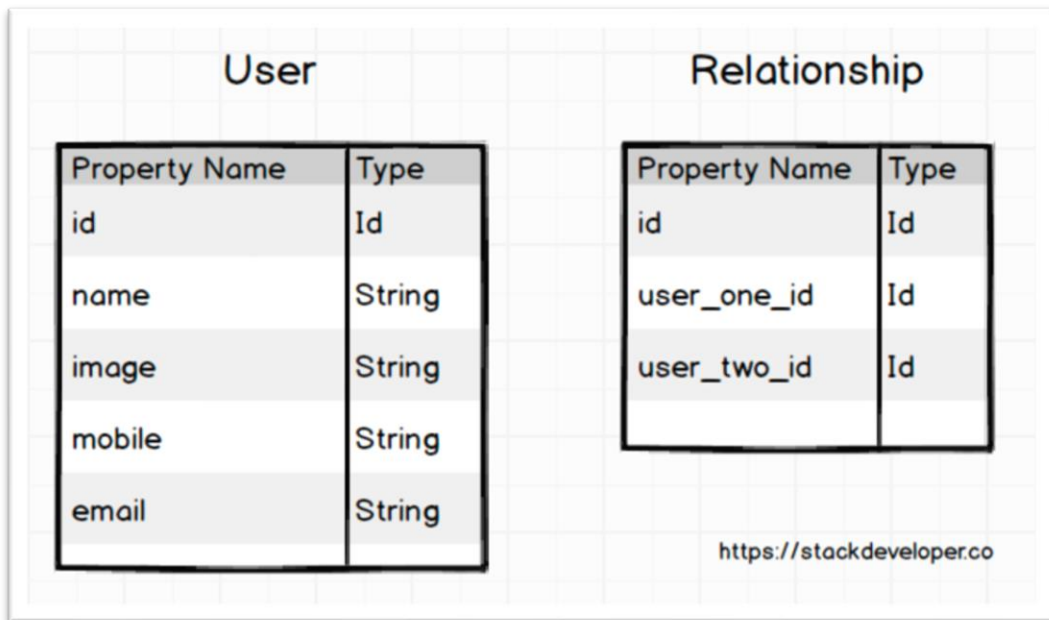 User
Property Name Type
id Id
name String
image String
mobile String
email String
Relationship
Property Name Type
id Id
user_one_id Id
user_two_id Id
https://stackdeveloper.co